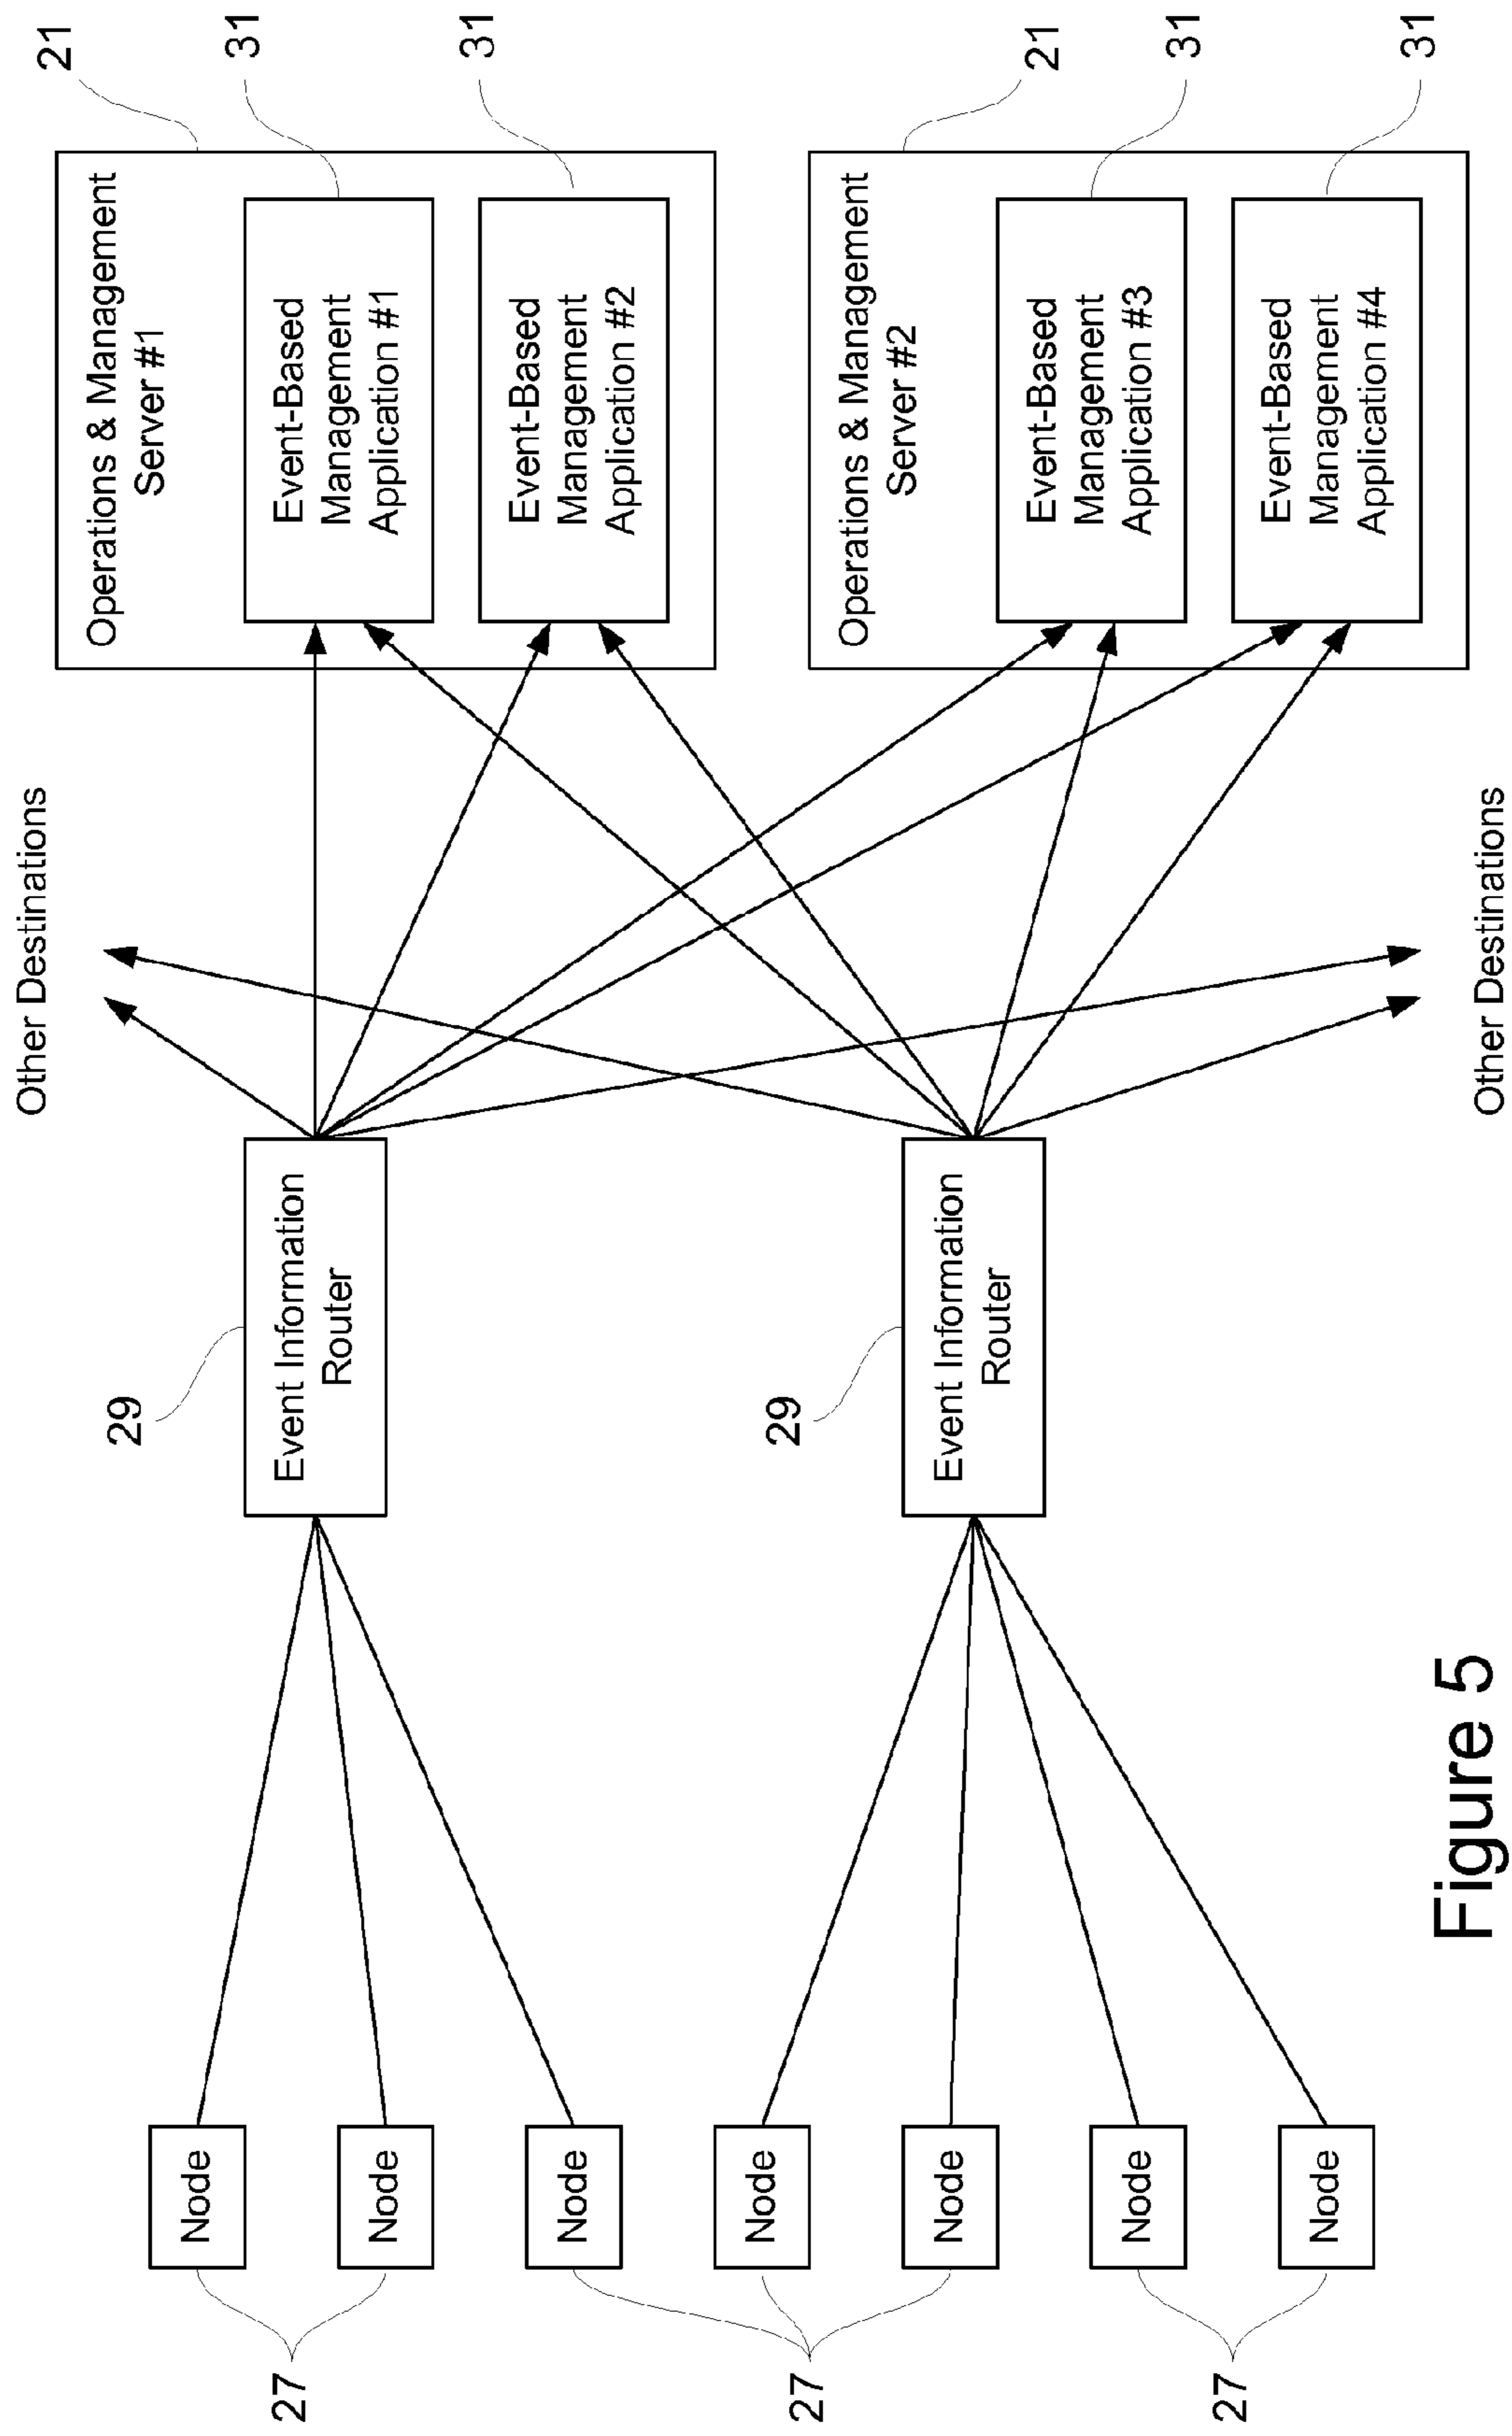 27
27
27
Node
Node
Node
Node
Node
Node
Node
29
Event Information
Router
29
Event Information
Router
Other Destinations
Other Destinations
21
Operations & Management
Server #1
31
Event-Based
Management
Application #1
31
Event-Based
Management
Application #2
21
Operations & Management
Server #2
31
Event-Based
Management
Application #3
31
Event-Based
Management
Application #4
Figure 5